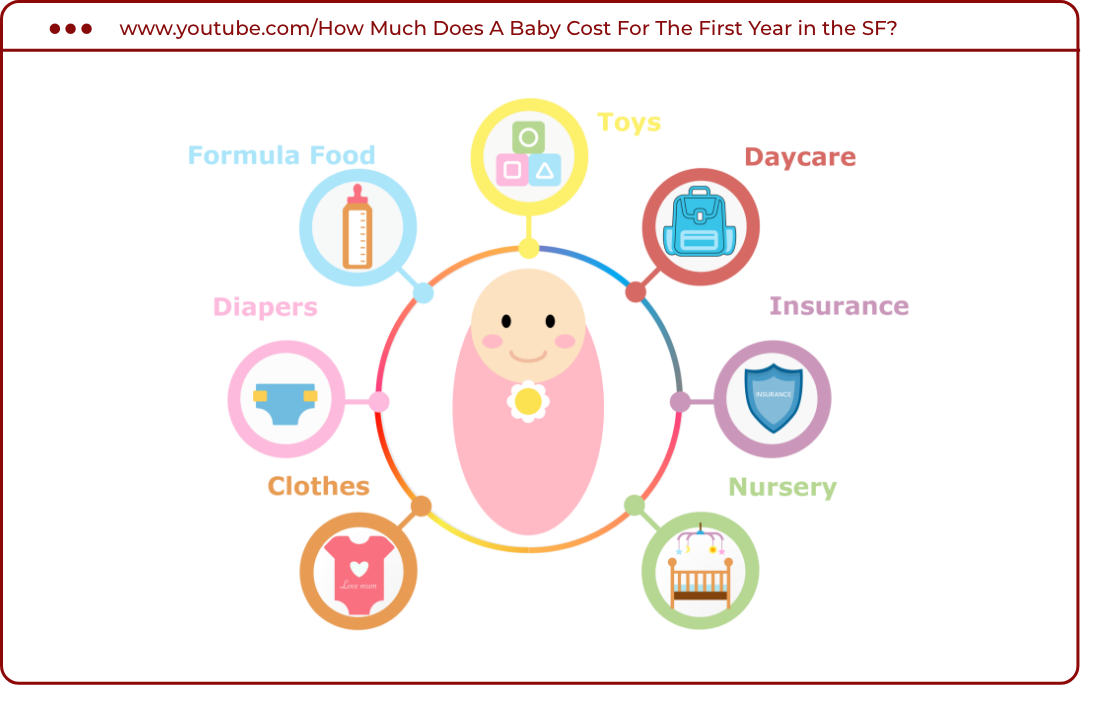 www.youtube.com/How Much Does A Baby Cost For The First Year in the SF?
Toys
Formula Food
Daycare
Diapers
Insurance
INSURANCE
Clothes
Nursery
Love mum